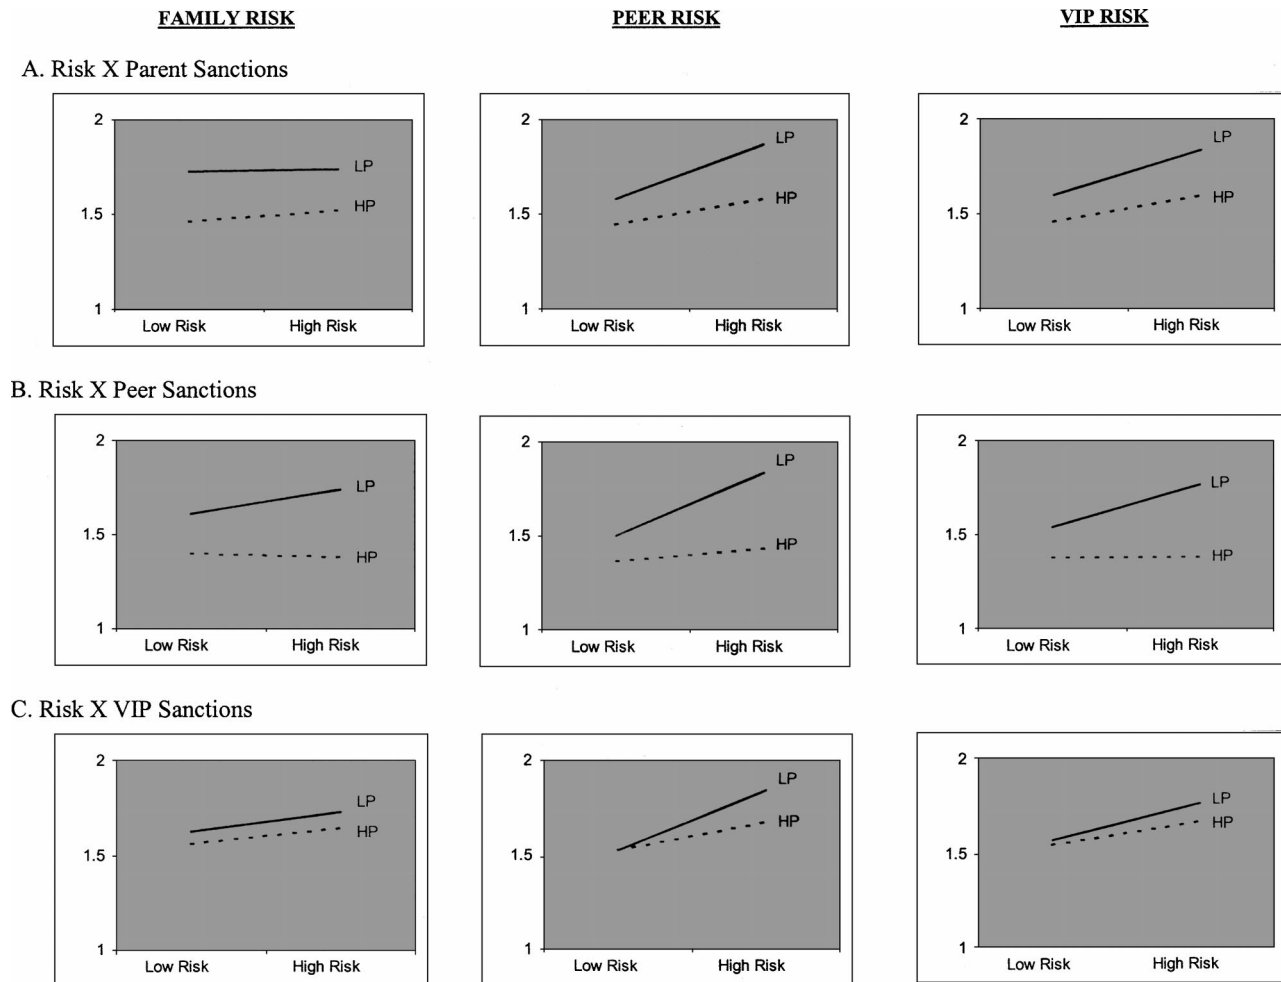 FAMILY RISK PEER RISK VIP RISK
A. Risk X Parent Sanctions
2 2 2
LP LP LP
1.5 HP 1.5 HP 1.5 HP
1 1 1
Low Risk High Risk Low Risk High Risk Low Risk High Risk
B. Risk X Peer Sanctions
2 2 2
LP LP LP
1.5 HP 1.5 HP 1.5 HP
1 1 1
Low Risk High Risk Low Risk High Risk Low Risk High Risk
C. Risk X VIP Sanctions
2 2 2
LP LP LP
1.5 HP 1.5 HP 1.5 HP
1 1 1
Low Risk High Risk Low Risk High Risk Low Risk High Risk